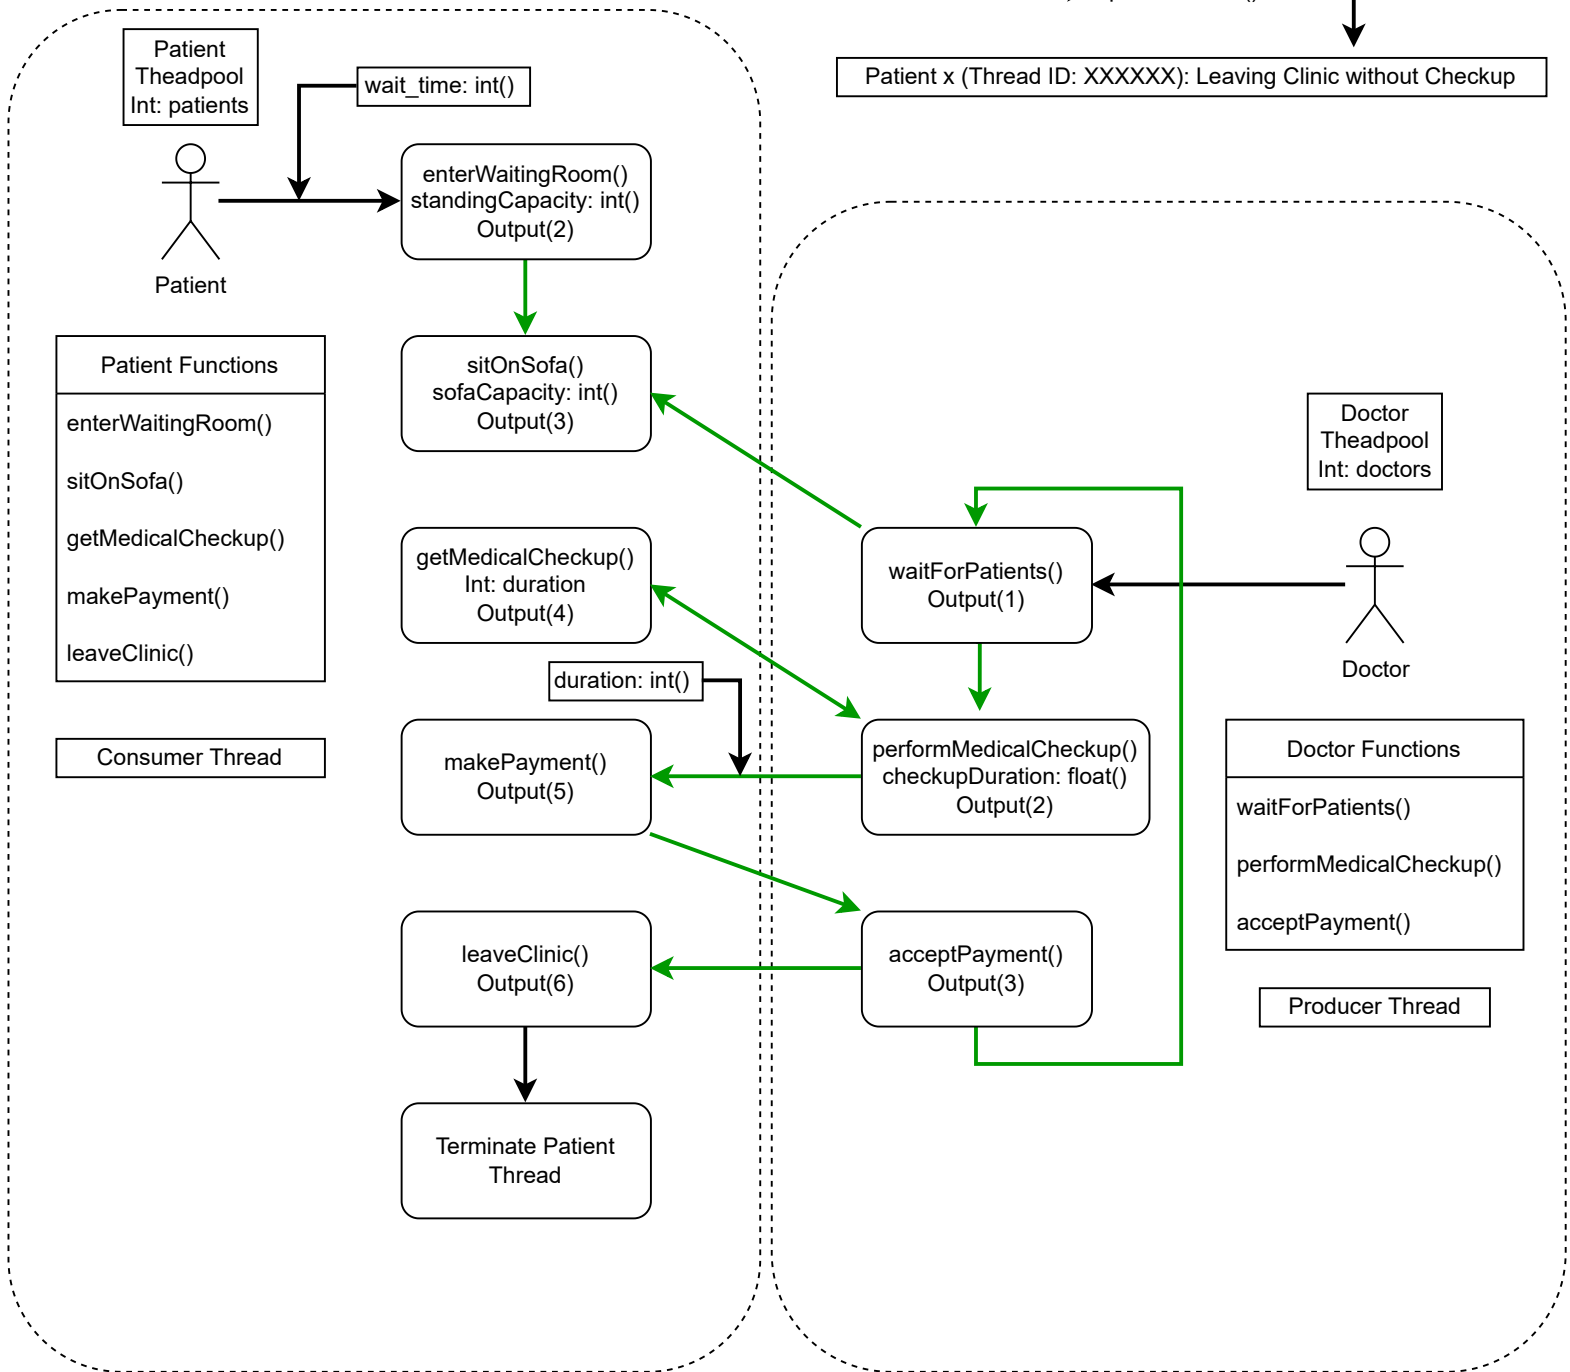 Patient x (Thread ID: XXXXXX): Leaving Clinic without Checkup
Patient
Theadpool
Int: patients
wait_time: int()
enterWaitingRoom()
standingCapacity: int()
Output(2)
Patient
Patient Functions
enterWaitingRoom()
sitOnSofa()
getMedicalCheckup()
makePayment()
leaveClinic()
Consumer Thread
sitOnSofa()
sofaCapacity: int()
Output(3)
getMedicalCheckup()
Int: duration
Output(4)
duration: int()
makePayment()
Output(5)
leaveClinic()
Output(6)
Terminate Patient
Thread
waitForPatients()
Output(1)
performMedicalCheckup()
checkupDuration: float()
Output(2)
acceptPayment()
Output(3)
Doctor
Theadpool
Int: doctors
Doctor
Doctor Functions
waitForPatients()
performMedicalCheckup()
acceptPayment()
Producer Thread